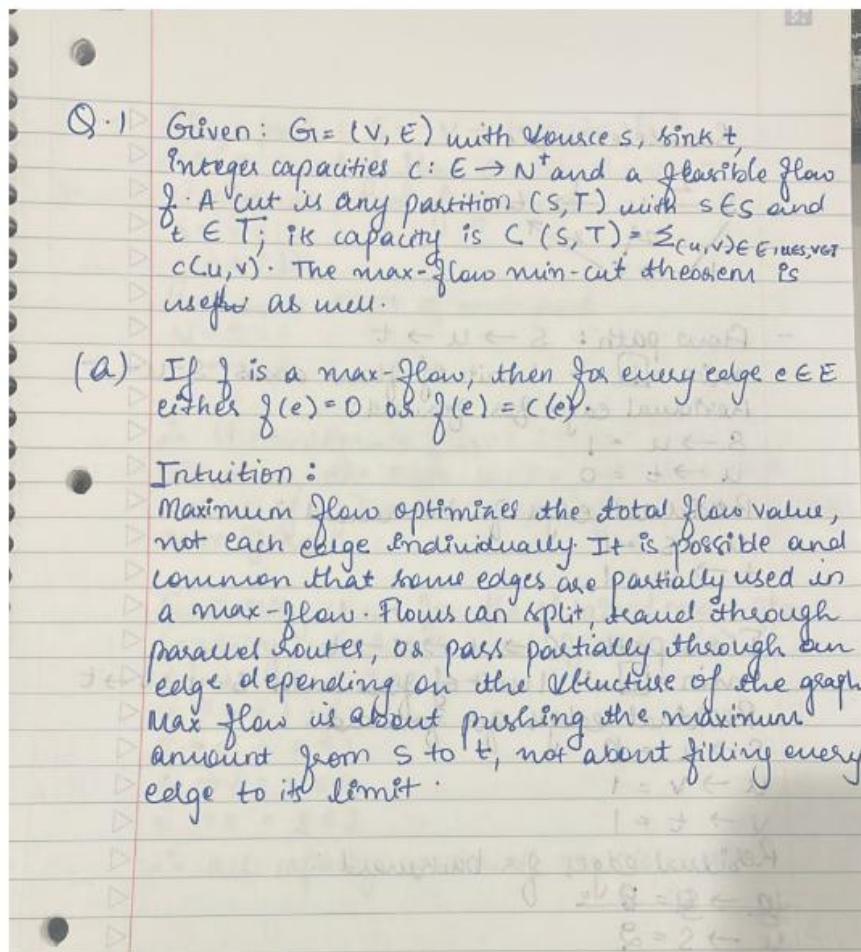 Q.1 Given: G = (V, E) with source s, sink t,
integer capacities C: E → N⁺ and a feasible flow
f. A cut is any partition (S, T) with s ∈ S and
t ∈ T; its capacity is C (S, T) = Σ(u,v) ∈ E, u∈S, v∈T
c(u, v). The max-flow min-cut theorem is
useful as well.
(a) If f is a max-flow, then for every edge e ∈ E
either f(e) = 0 or f(e) = C(e).
Intuition:
Maximum flow optimizes the total flow value,
not each edge individually. It is possible and
common that some edges are partially used in
a max-flow. Flows can split, travel through
parallel routes, or pass partially through an
edge depending on the structure of the graph
Max flow is about pushing the maximum
amount from s to t, not about filling every
edge to its limit.